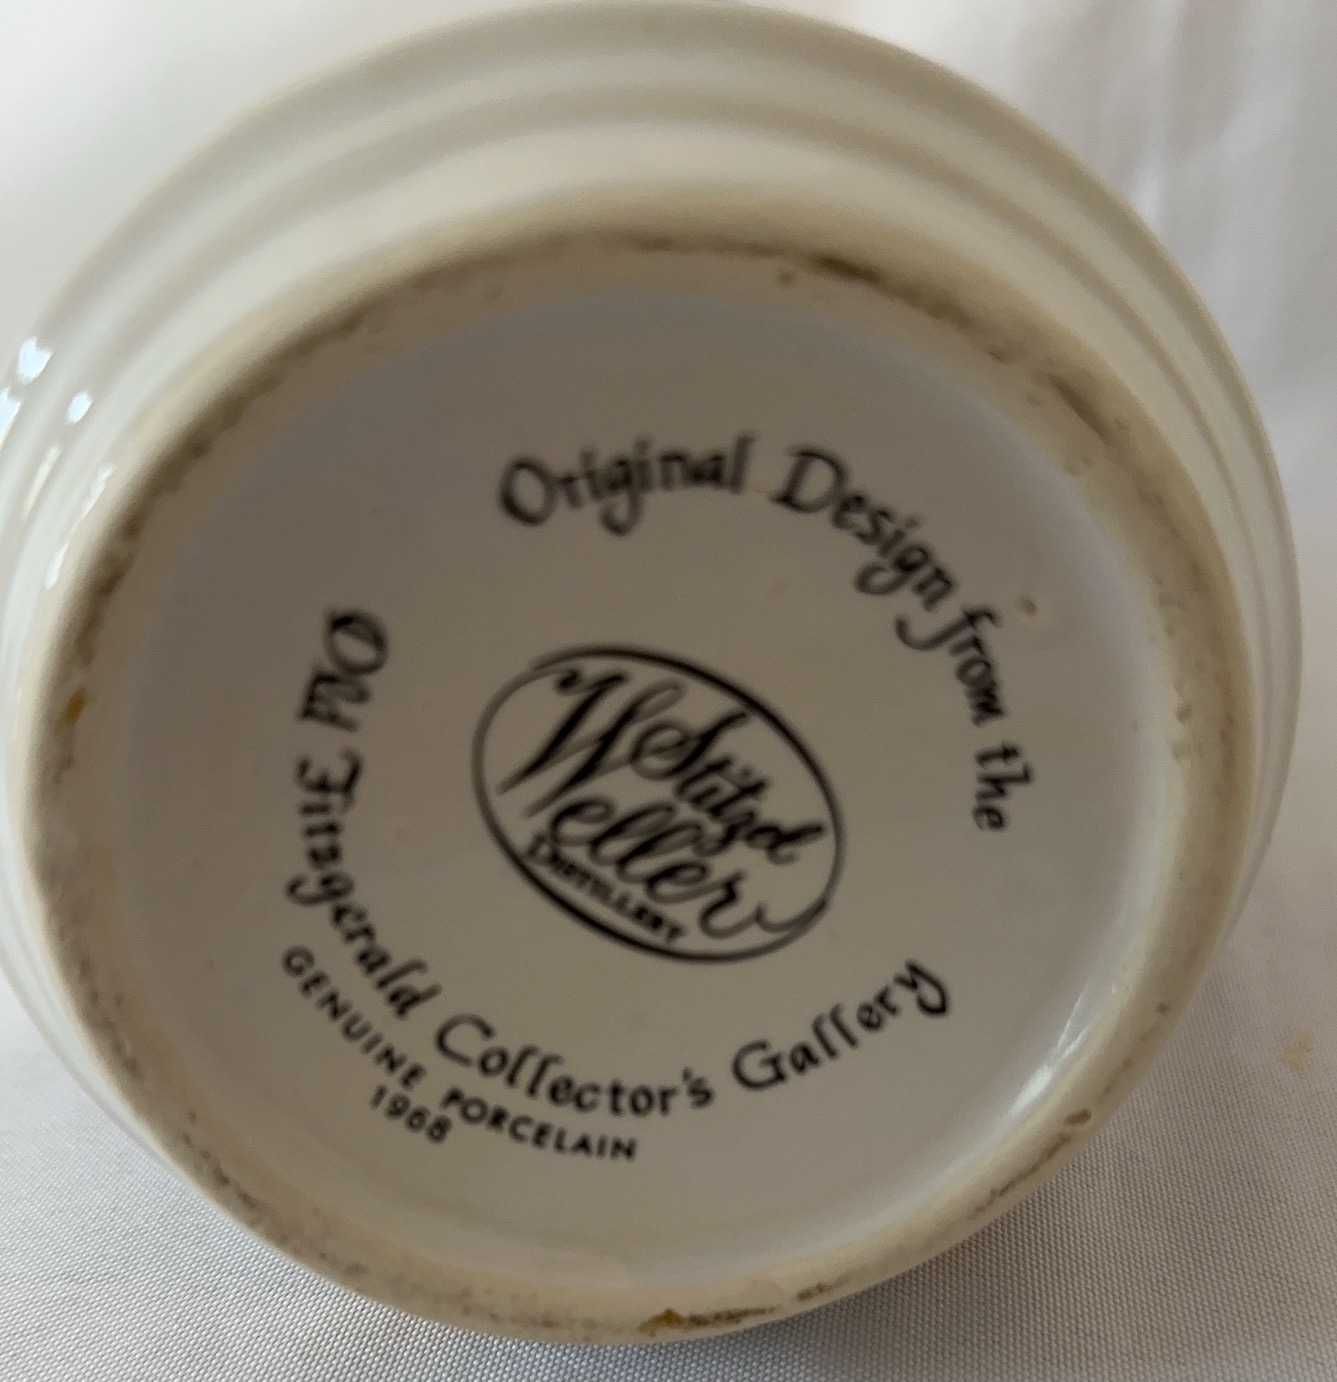 Original Design from the
Old Fitzgerald Collector's Gallery
GENUINE PORCELAIN
1968
Stitzel
Weller
DISTILLERY